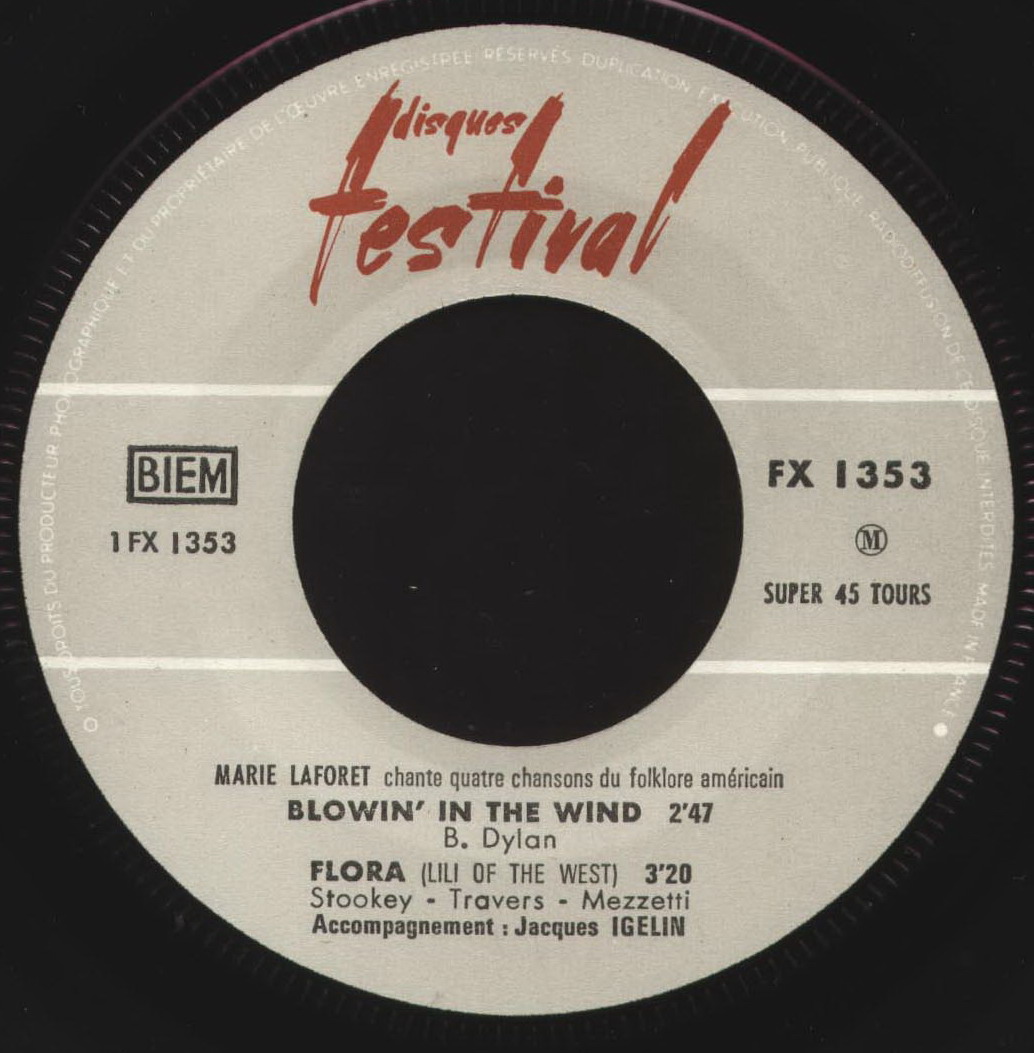 TOUS DROITS DU PRODUCTEUR PHONOGRAPHIQUE ET DU PROPRIÉTAIRE DE L'ŒUVRE ENREGISTRÉE RÉSERVÉS DUPLICATION EXÉCUTION PUBLIQUE RADIODIFFUSION DE CE DISQUE INTERDITES MADE IN FRANCE
disques
festival
BIEM
1 FX 1353
FX 1353
M
SUPER 45 TOURS
MARIE LAFORET chante quatre chansons du folklore américain
BLOWIN' IN THE WIND 2'47
B. Dylan
FLORA (LILI OF THE WEST) 3'20
Stookey - Travers - Mezzetti
Accompagnement : Jacques IGELIN